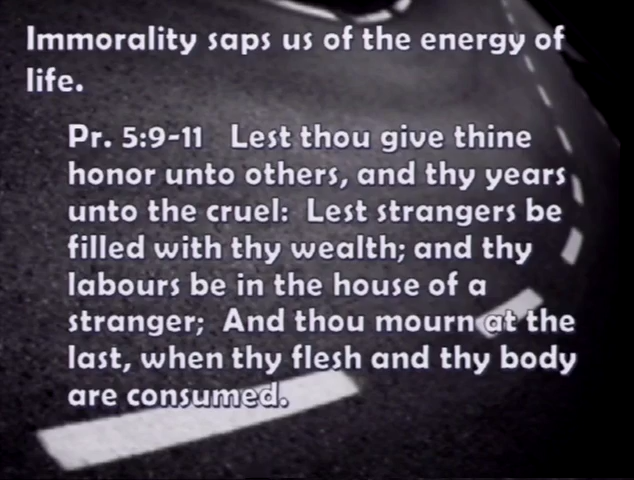 Immorality saps us of the energy of
life.
Pr. 5:9-11 Lest thou give thine
honor unto others, and thy years
unto the cruel: Lest strangers be
filled with thy wealth; and thy
labours be in the house of a
stranger; And thou mourn at the
last, when thy flesh and thy body
are consumed.